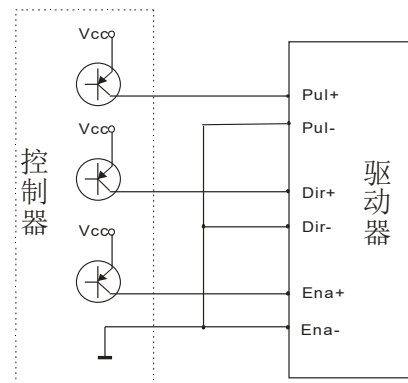 Vcc
Pul+
Pul-
Vcc
控制器
驱动器
Dir+
Dir-
Vcc
Ena+
Ena-